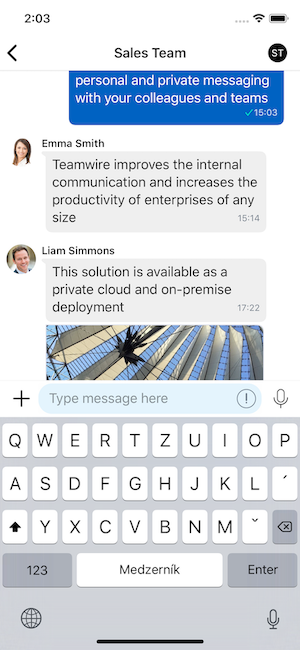 2:03
Sales Team
ST
personal and private messaging
with your colleagues and teams
✓15:03
Emma Smith
Teamwire improves the internal
communication and increases the
productivity of enterprises of any
size
15:14
Liam Simmons
This solution is available as a
private cloud and on-premise
deployment
17:22
Type message here
Q W E R T Z U I O P
A S D F G H J K L ´
Y X C V B N M ˇ
123 Medzerník Enter